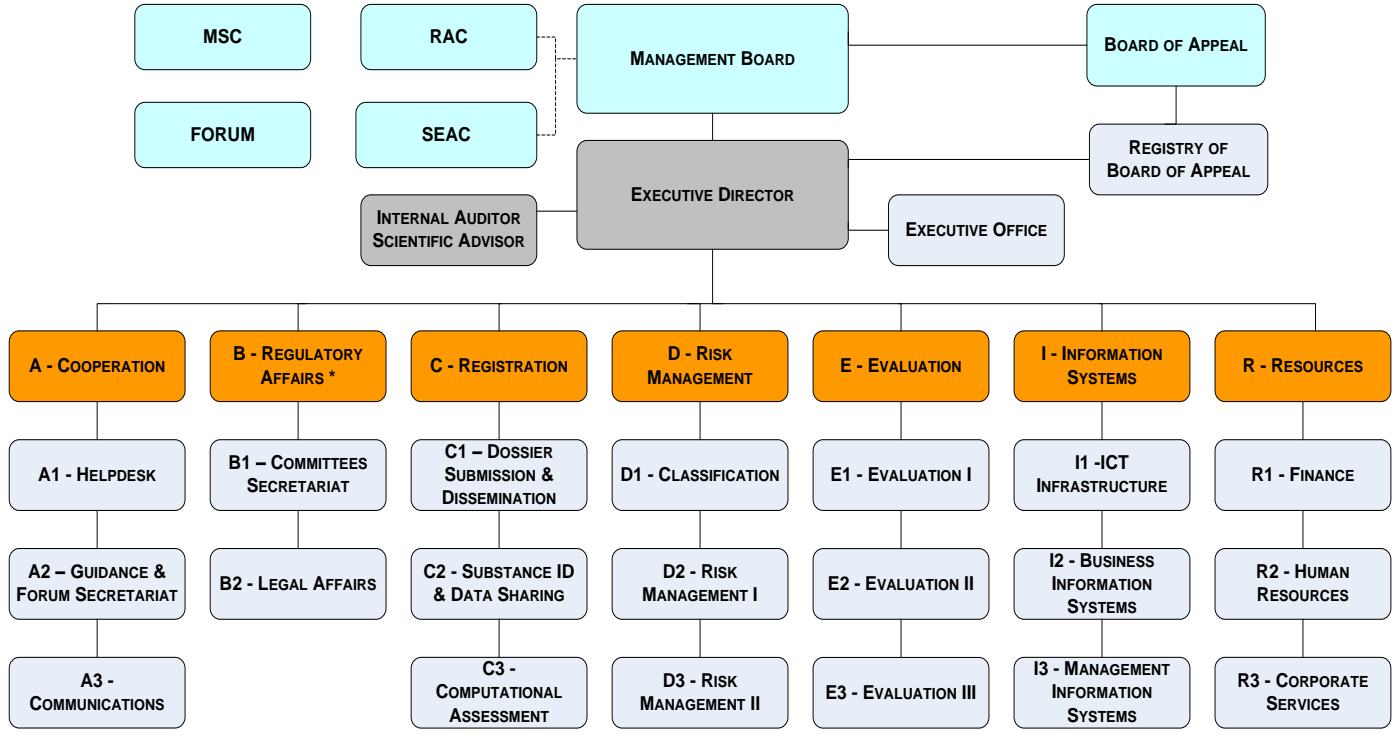 MSC
RAC
MANAGEMENT BOARD
BOARD OF APPEAL
FORUM
SEAC
REGISTRY OF
BOARD OF APPEAL
EXECUTIVE DIRECTOR
INTERNAL AUDITOR
SCIENTIFIC ADVISOR
EXECUTIVE OFFICE
A - COOPERATION
B - REGULATORY
AFFAIRS *
C - REGISTRATION
D - RISK
MANAGEMENT
E - EVALUATION
I - INFORMATION
SYSTEMS
R - RESOURCES
A1 - HELPDESK
B1 – COMMITTEES
SECRETARIAT
C1 – DOSSIER
SUBMISSION &
DISSEMINATION
D1 - CLASSIFICATION
E1 - EVALUATION I
I1 -ICT
INFRASTRUCTURE
R1 - FINANCE
A2 – GUIDANCE &
FORUM SECRETARIAT
B2 - LEGAL AFFAIRS
C2 - SUBSTANCE ID
& DATA SHARING
D2 - RISK
MANAGEMENT I
E2 - EVALUATION II
I2 - BUSINESS
INFORMATION
SYSTEMS
R2 - HUMAN
RESOURCES
A3 -
COMMUNICATIONS
C3 -
COMPUTATIONAL
ASSESSMENT
D3 - RISK
MANAGEMENT II
E3 - EVALUATION III
I3 - MANAGEMENT
INFORMATION
SYSTEMS
R3 - CORPORATE
SERVICES